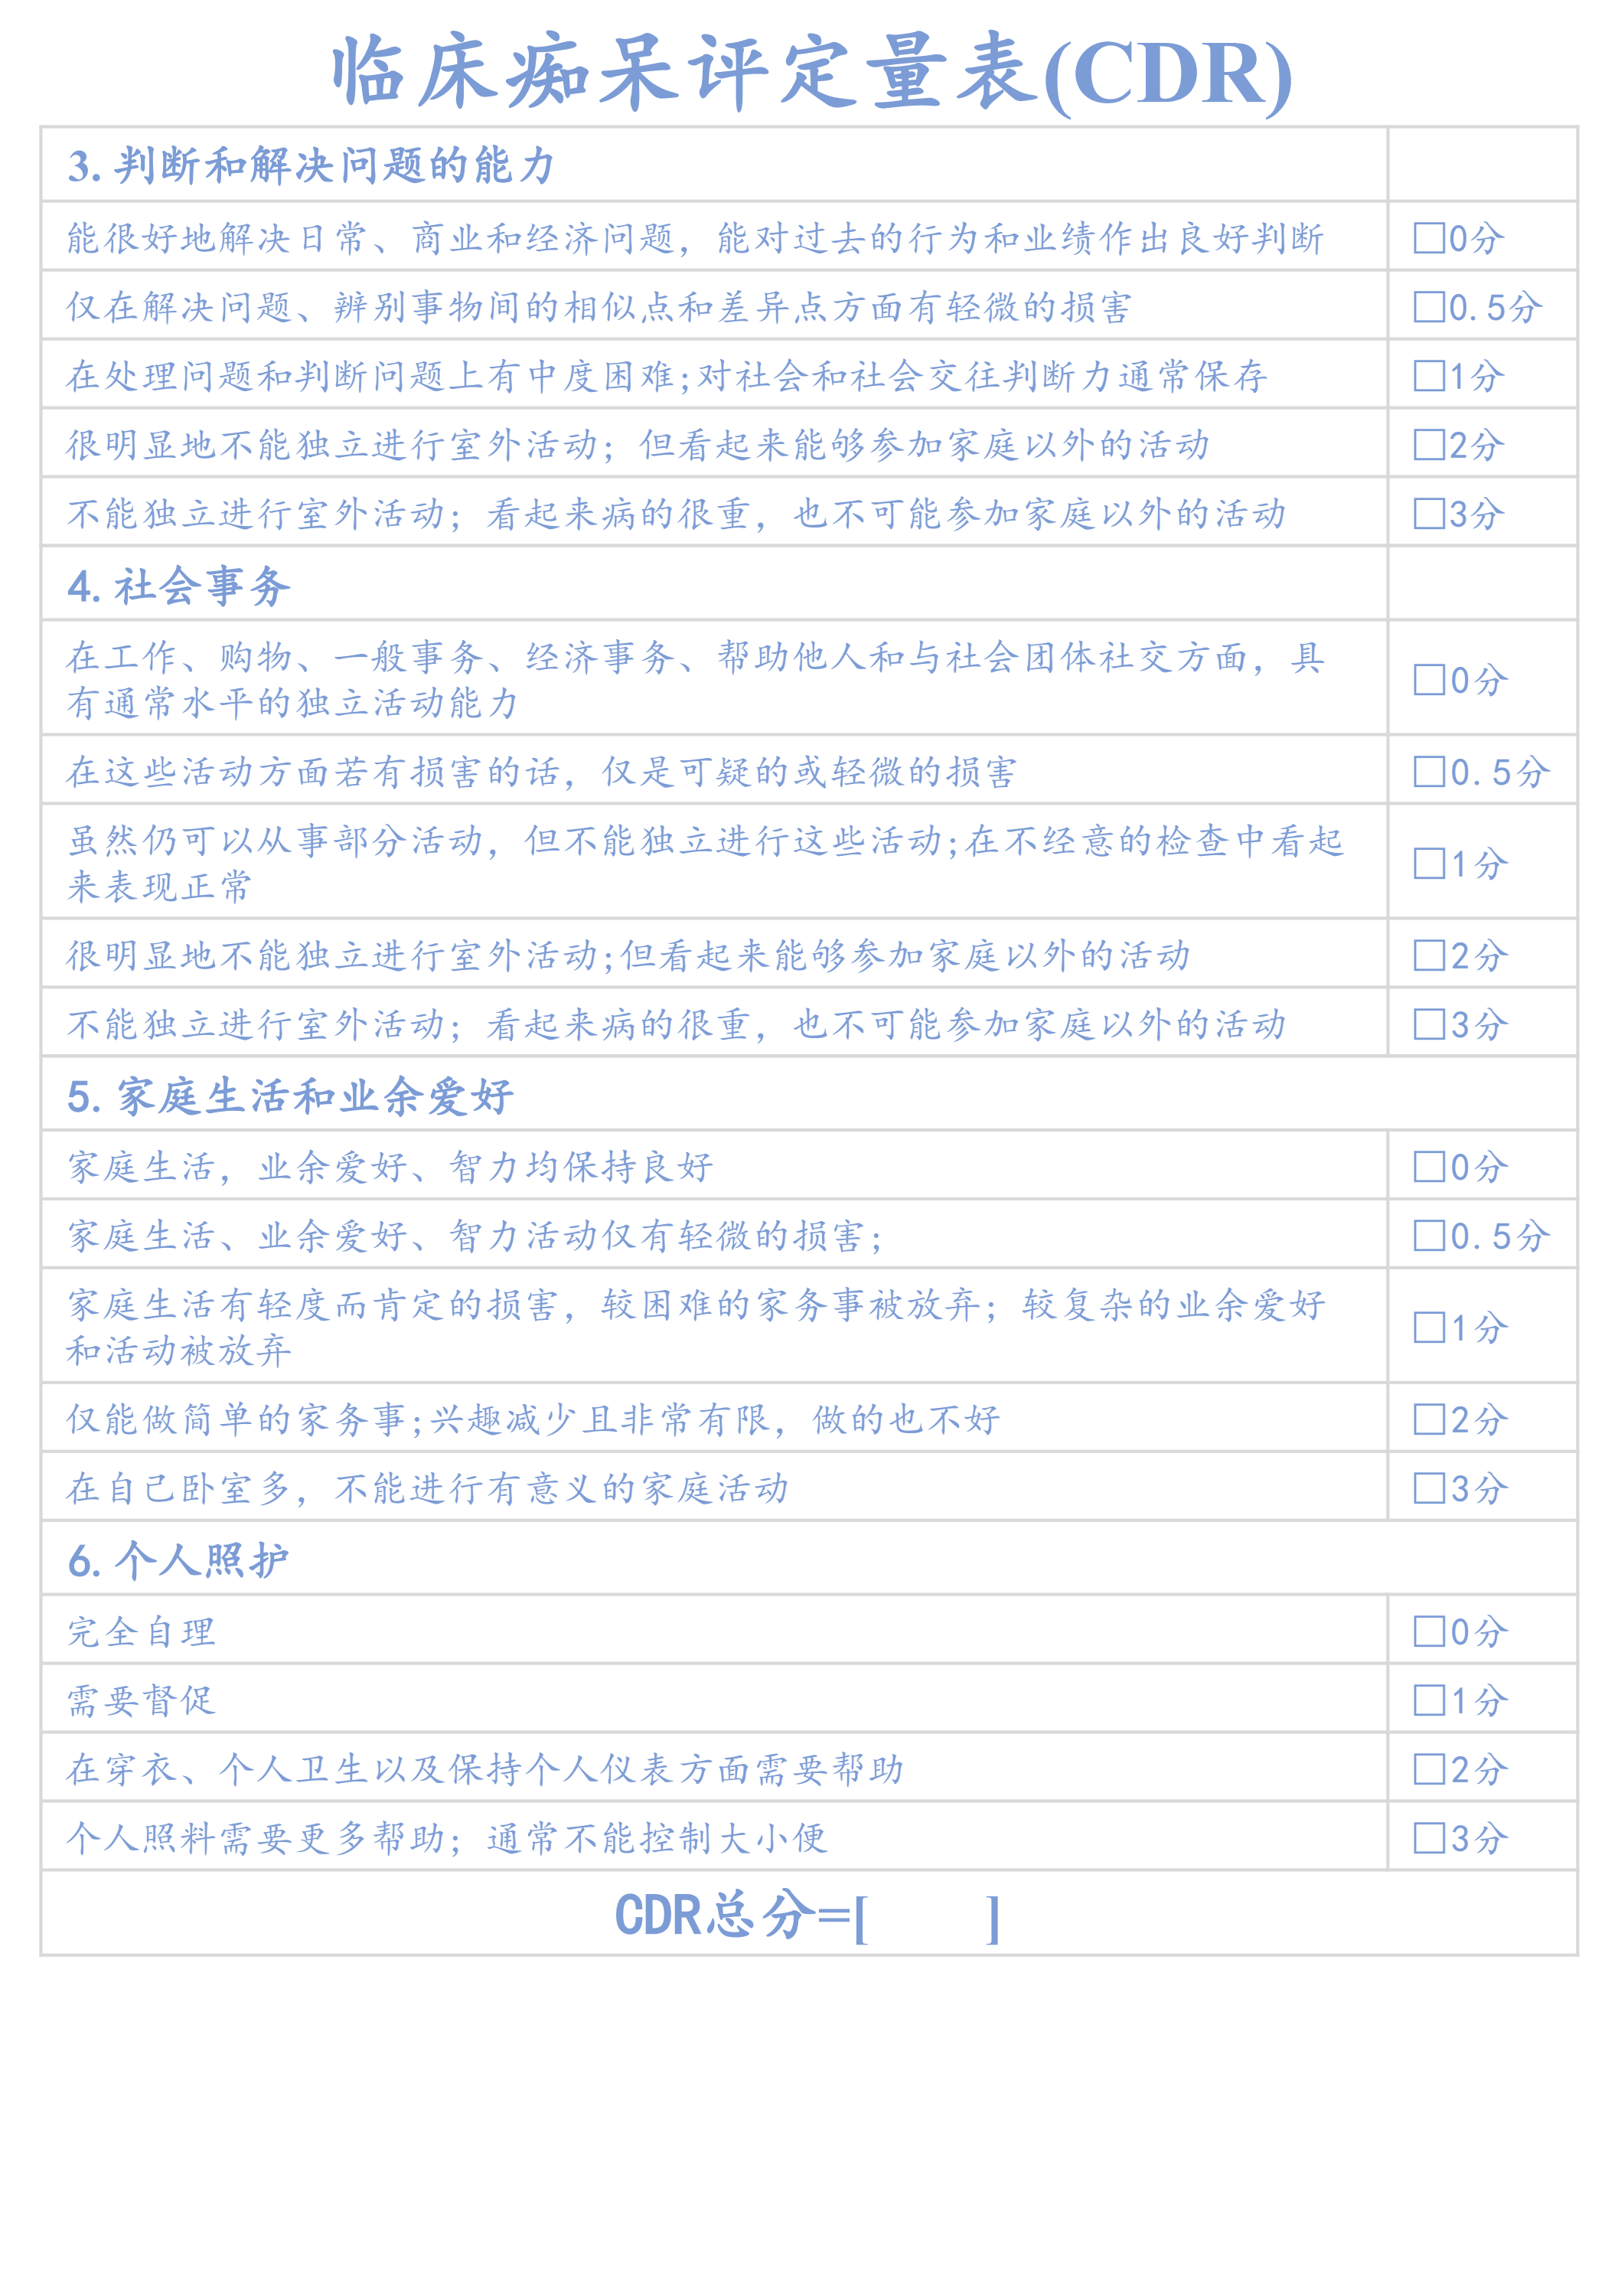 临床痴呆评定量表(CDR)
3.判断和解决问题的能力
能很好地解决日常、商业和经济问题，能对过去的行为和业绩作出良好判断 □0分
仅在解决问题、辨别事物间的相似点和差异点方面有轻微的损害 □0.5分
在处理问题和判断问题上有中度困难;对社会和社会交往判断力通常保存 □1分
很明显地不能独立进行室外活动；但看起来能够参加家庭以外的活动 □2分
不能独立进行室外活动；看起来病的很重，也不可能参加家庭以外的活动 □3分
4.社会事务
在工作、购物、一般事务、经济事务、帮助他人和与社会团体社交方面，具
有通常水平的独立活动能力
□0分
在这些活动方面若有损害的话，仅是可疑的或轻微的损害 □0.5分
虽然仍可以从事部分活动，但不能独立进行这些活动;在不经意的检查中看起
来表现正常
□1分
很明显地不能独立进行室外活动;但看起来能够参加家庭以外的活动 □2分
不能独立进行室外活动；看起来病的很重，也不可能参加家庭以外的活动 □3分
5.家庭生活和业余爱好
家庭生活，业余爱好、智力均保持良好 □0分
家庭生活、业余爱好、智力活动仅有轻微的损害； □0.5分
家庭生活有轻度而肯定的损害，较困难的家务事被放弃；较复杂的业余爱好
和活动被放弃
□1分
仅能做简单的家务事;兴趣减少且非常有限，做的也不好 □2分
在自己卧室多，不能进行有意义的家庭活动 □3分
6.个人照护
完全自理 □0分
需要督促 □1分
在穿衣、个人卫生以及保持个人仪表方面需要帮助 □2分
个人照料需要更多帮助；通常不能控制大小便 □3分
CDR总分=[ ]